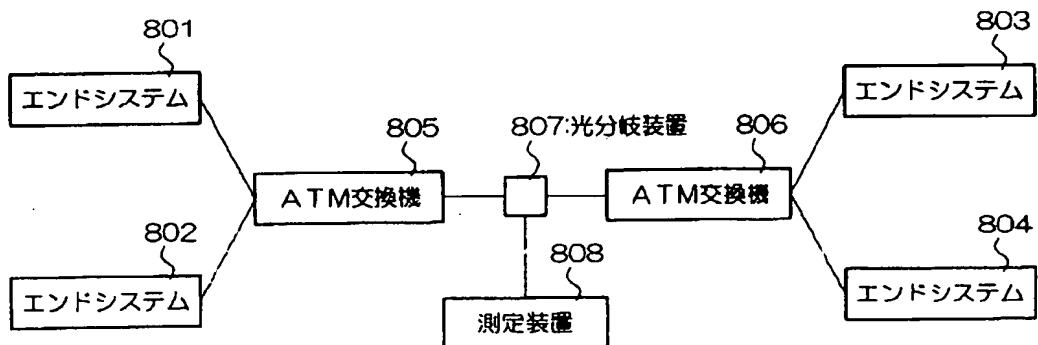 801
エンドシステム
802
エンドシステム
805
ATM交換機
807:光分岐装置
808
測定装置
806
ATM交換機
803
エンドシステム
804
エンドシステム